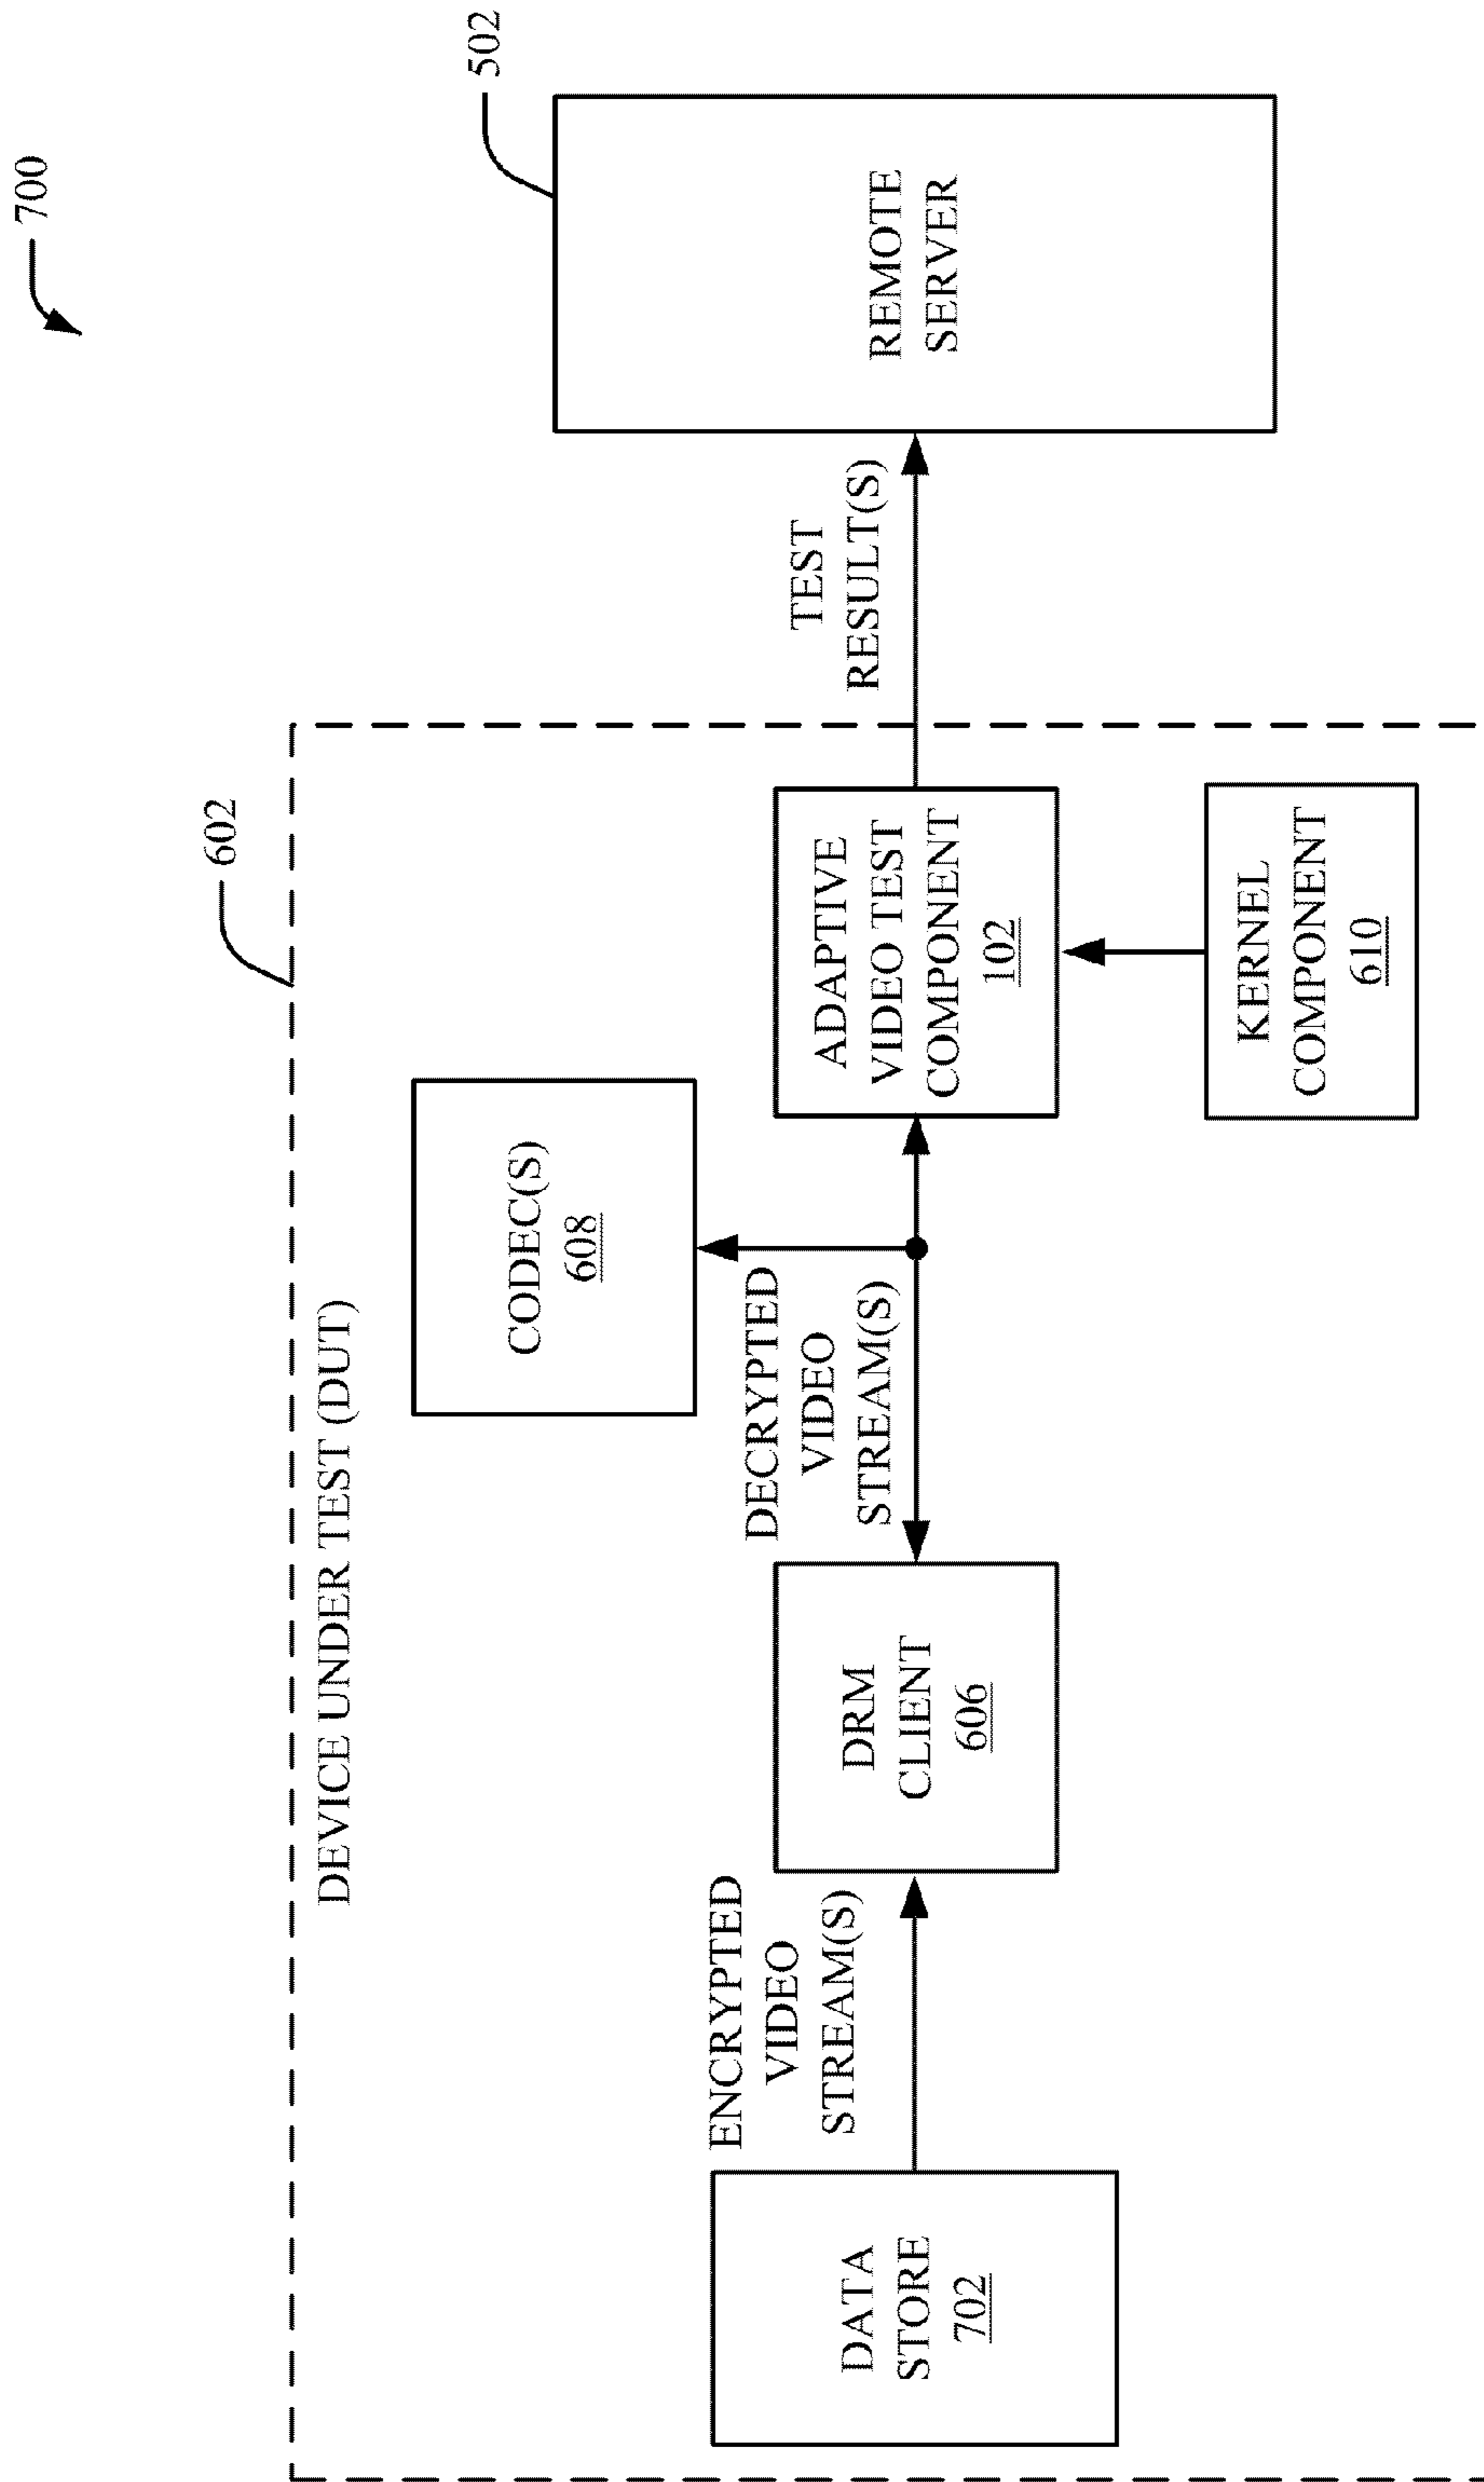 700
602
502
DEVICE UNDER TEST (DUT)
CODEC(S)
608
DECRYPTED
VIDEO
STREAM(S)
ENCRYPTED
VIDEO
STREAM(S)
DATA
STORE
702
DRM
CLIENT
606
ADAPTIVE
VIDEO TEST
COMPONENT
102
TEST
RESULT(S)
REMOTE
SERVER
KERNEL
COMPONENT
610